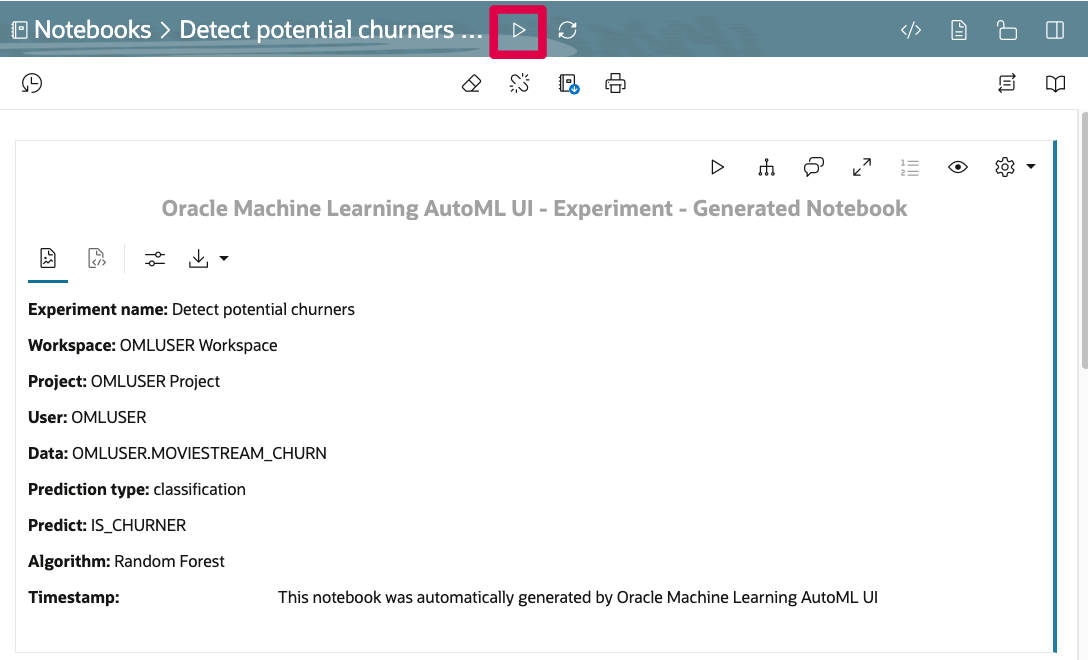 Notebooks > Detect potential churners ...
Oracle Machine Learning AutoML UI - Experiment - Generated Notebook
Experiment name: Detect potential churners
Workspace: OMLUSER Workspace
Project: OMLUSER Project
User: OMLUSER
Data: OMLUSER.MOVIESTREAM_CHURN
Prediction type: classification
Predict: IS_CHURNER
Algorithm: Random Forest
Timestamp: This notebook was automatically generated by Oracle Machine Learning AutoML UI